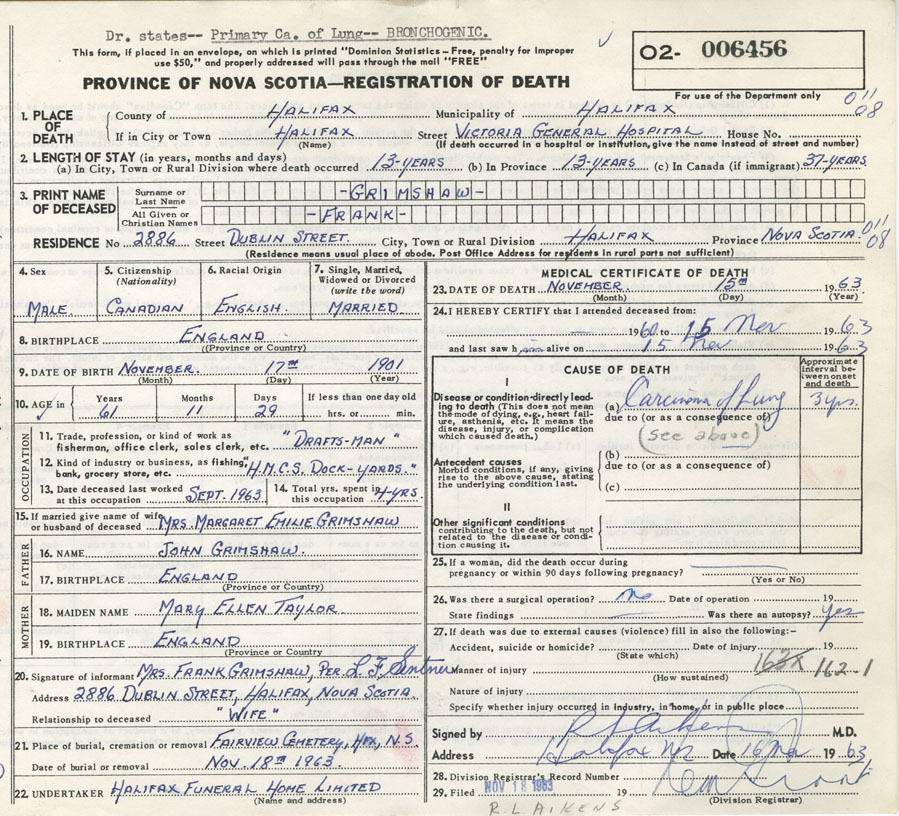 Dr. states-- Primary Ca. of Lung-- BRONCHOGENIC.
This form, if placed in an envelope, on which is printed "Dominion Statistics – Free, penalty for improper
use $50," and properly addressed will pass through the mail "FREE"
O2- 006456
PROVINCE OF NOVA SCOTIA—REGISTRATION OF DEATH
For use of the Department only
011
08
1. PLACE OF DEATH
County of HALIFAX Municipality of HALIFAX
If in City or Town HALIFAX Street VICTORIA GENERAL HOSPITAL House No.
(Name) (If death occurred in a hospital or institution, give the name instead of street and number)
2. LENGTH OF STAY (in years, months and days)
(a) In City, Town or Rural Division where death occurred 13-YEARS (b) In Province 13-YEARS (c) In Canada (if immigrant) 37-YEARS
3. PRINT NAME OF DECEASED
Surname or Last Name -GRIMSHAW-
All Given or Christian Names -FRANK-
RESIDENCE No. 2886 Street DUBLIN STREET. City, Town or Rural Division HALIFAX Province NOVA SCOTIA 011
08
(Residence means usual place of abode. Post Office Address for residents in rural parts not sufficient)
4. Sex
MALE.
5. Citizenship
(Nationality)
CANADIAN
6. Racial Origin
ENGLISH.
7. Single, Married,
Widowed or Divorced
(write the word)
MARRIED.
8. BIRTHPLACE ENGLAND
(Province or Country)
9. DATE OF BIRTH NOVEMBER. 17TH 1901
(Month) (Day) (Year)
10. AGE in Years Months Days If less than one day old
61 11 29 hrs. or min.
OCCUPATION
11. Trade, profession, or kind of work as
fisherman, office clerk, sales clerk, etc. "DRAFTS-MAN"
12. Kind of industry or business, as fishing,
bank, grocery store, etc. "H.M.C.S. DOCK-YARDS."
13. Date deceased last worked
at this occupation SEPT. 1963
14. Total yrs. spent in
this occupation 4-YRS.
15. If married give name of wife
or husband of deceased MRS. MARGARET EMILIE GRIMSHAW
FATHER
16. NAME JOHN GRIMSHAW.
17. BIRTHPLACE ENGLAND
(Province or Country)
MOTHER
18. MAIDEN NAME MARY ELLEN TAYLOR
19. BIRTHPLACE ENGLAND
(Province or Country
20. Signature of informant MRS. FRANK GRIMSHAW, PER L.F. Sentner
Address 2886 DUBLIN STREET, HALIFAX, NOVA SCOTIA.
Relationship to deceased "WIFE"
21. Place of burial, cremation or removal FAIRVIEW CEMETERY, HFX, N.S.
Date of burial or removal NOV. 18TH 1963.
22. UNDERTAKER HALIFAX FUNERAL HOME LIMITED
(Name and address)
MEDICAL CERTIFICATE OF DEATH
23. DATE OF DEATH NOVEMBER. 15TH 1963
(Month) (Day) (Year)
24. I HEREBY CERTIFY that I attended deceased from:
1960 to 15 Nov 1963
and last saw h im alive on 15 Nov 1963
CAUSE OF DEATH
Approximate
interval be-
tween onset
and death
I
Disease or condition directly lead-
ing to death (This does not mean
the mode of dying, e.g., heart fail-
ure, asthenia, etc. It means the
disease, injury, or complication
which caused death.)
(a) Carcinoma of Lung 3 yrs.
due to (or as a consequence of)
(see above)
Antecedent causes
Morbid conditions, if any, giving
rise to the above cause, stating
the underlying condition last.
(b)
due to (or as a consequence of)
(c)
II
Other significant conditions
contributing to the death, but not
related to the disease or condi-
tion causing it.
25. If a woman, did the death occur during
pregnancy or within 90 days following pregnancy?
(Yes or No)
26. Was there a surgical operation? no Date of operation 19
State findings Was there an autopsy? Yes
27. If death was due to external causes (violence) fill in also the following:–
Accident, suicide or homicide? Date of injury 19
(State which)
Manner of injury 162.1
(How sustained)
Nature of injury
Specify whether injury occurred in industry, in home, or in public place
Signed by R L Aikens M.D.
Address Halifax NS Date 16 Nov 1963
28. Division Registrar's Record Number
29. Filed NOV 18 1963 19
(Division Registrar)
R.L. AIKENS